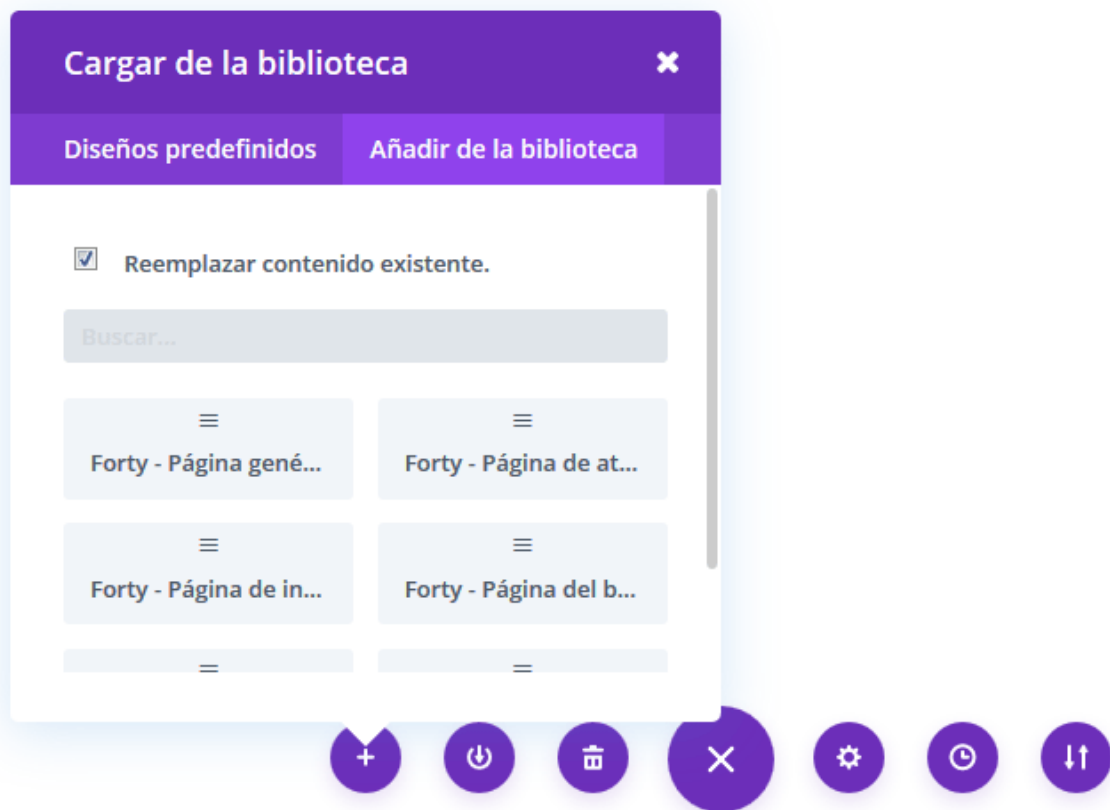 Cargar de la biblioteca
Diseños predefinidos
Añadir de la biblioteca
Reemplazar contenido existente.
Buscar...
Forty - Página gené...
Forty - Página de at...
Forty - Página de in...
Forty - Página del b...